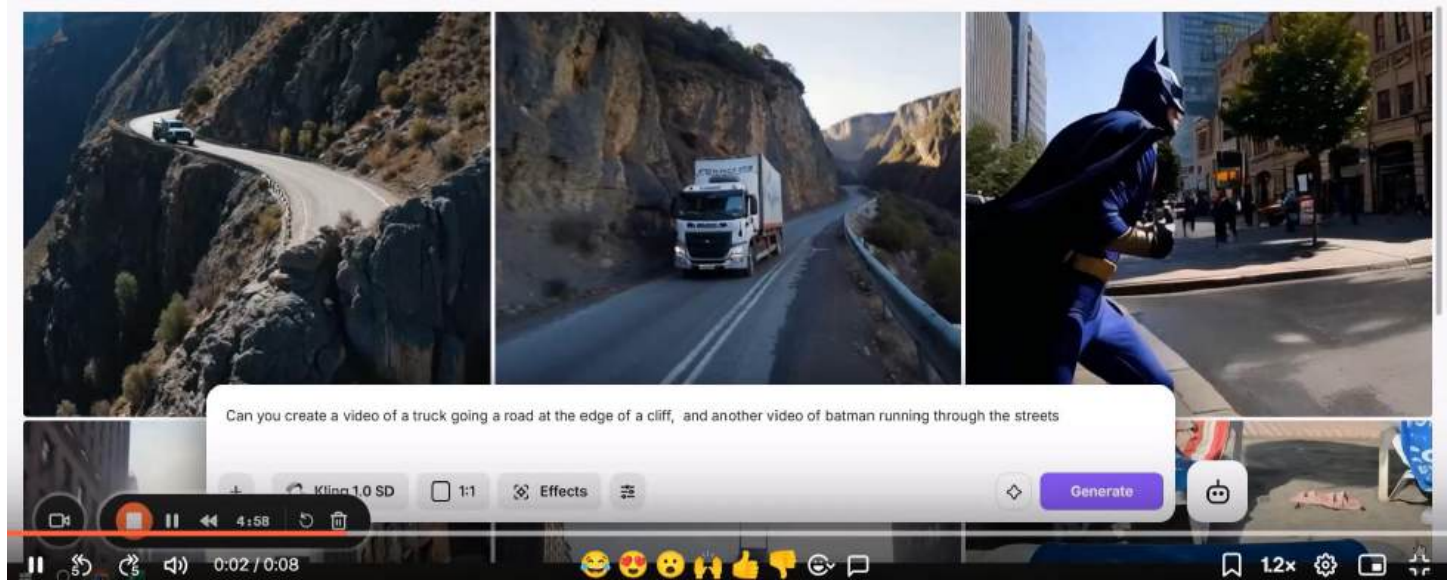 Can you create a video of a truck going a road at the edge of a cliff, and another video of batman running through the streets
Kling 1.0 SD
1:1
Effects
Generate
4:58
5
5
0:02 / 0:08
1.2×